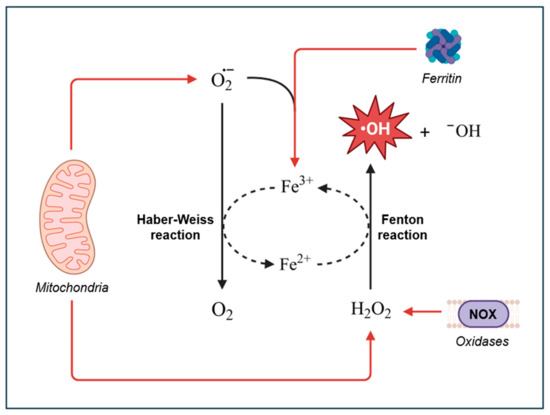 O₂•−
Ferritin
•OH + −OH
Fe³⁺
Haber-Weiss
reaction
Fenton
reaction
Mitochondria
Fe²⁺
O₂
H₂O₂
NOX
Oxidases